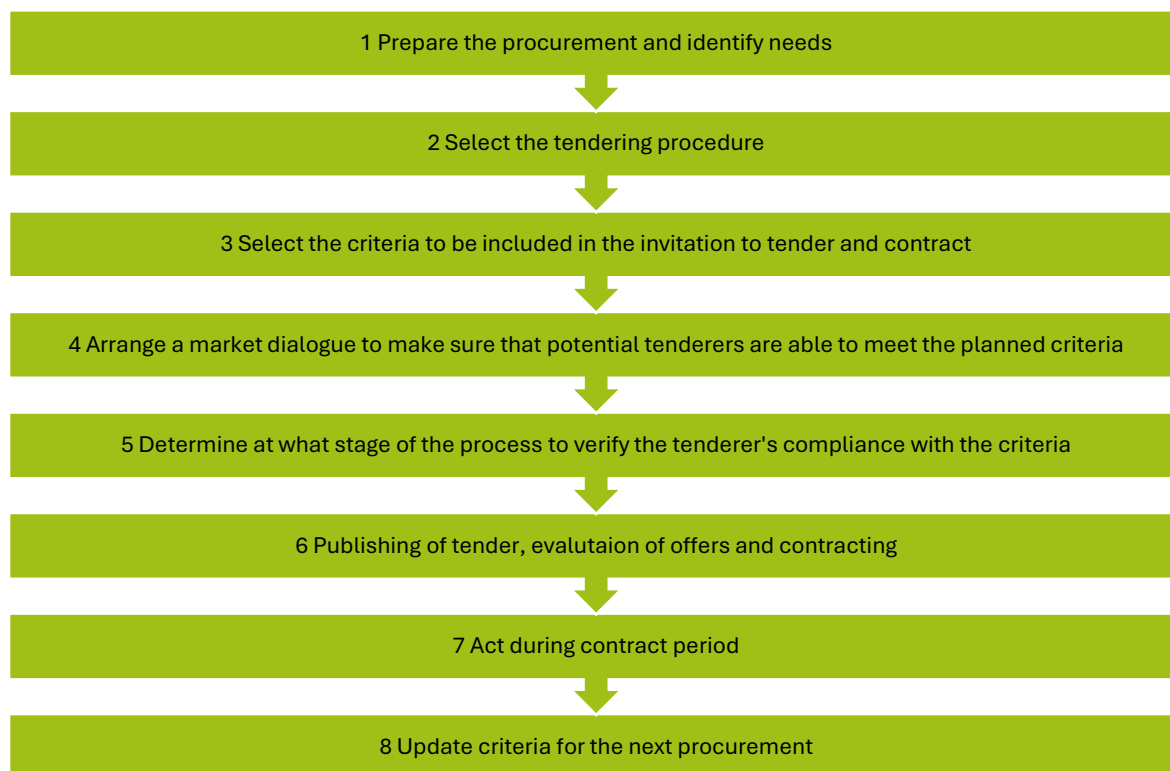 1 Prepare the procurement and identify needs
2 Select the tendering procedure
3 Select the criteria to be included in the invitation to tender and contract
4 Arrange a market dialogue to make sure that potential tenderers are able to meet the planned criteria
5 Determine at what stage of the process to verify the tenderer's compliance with the criteria
6 Publishing of tender, evalutaion of offers and contracting
7 Act during contract period
8 Update criteria for the next procurement